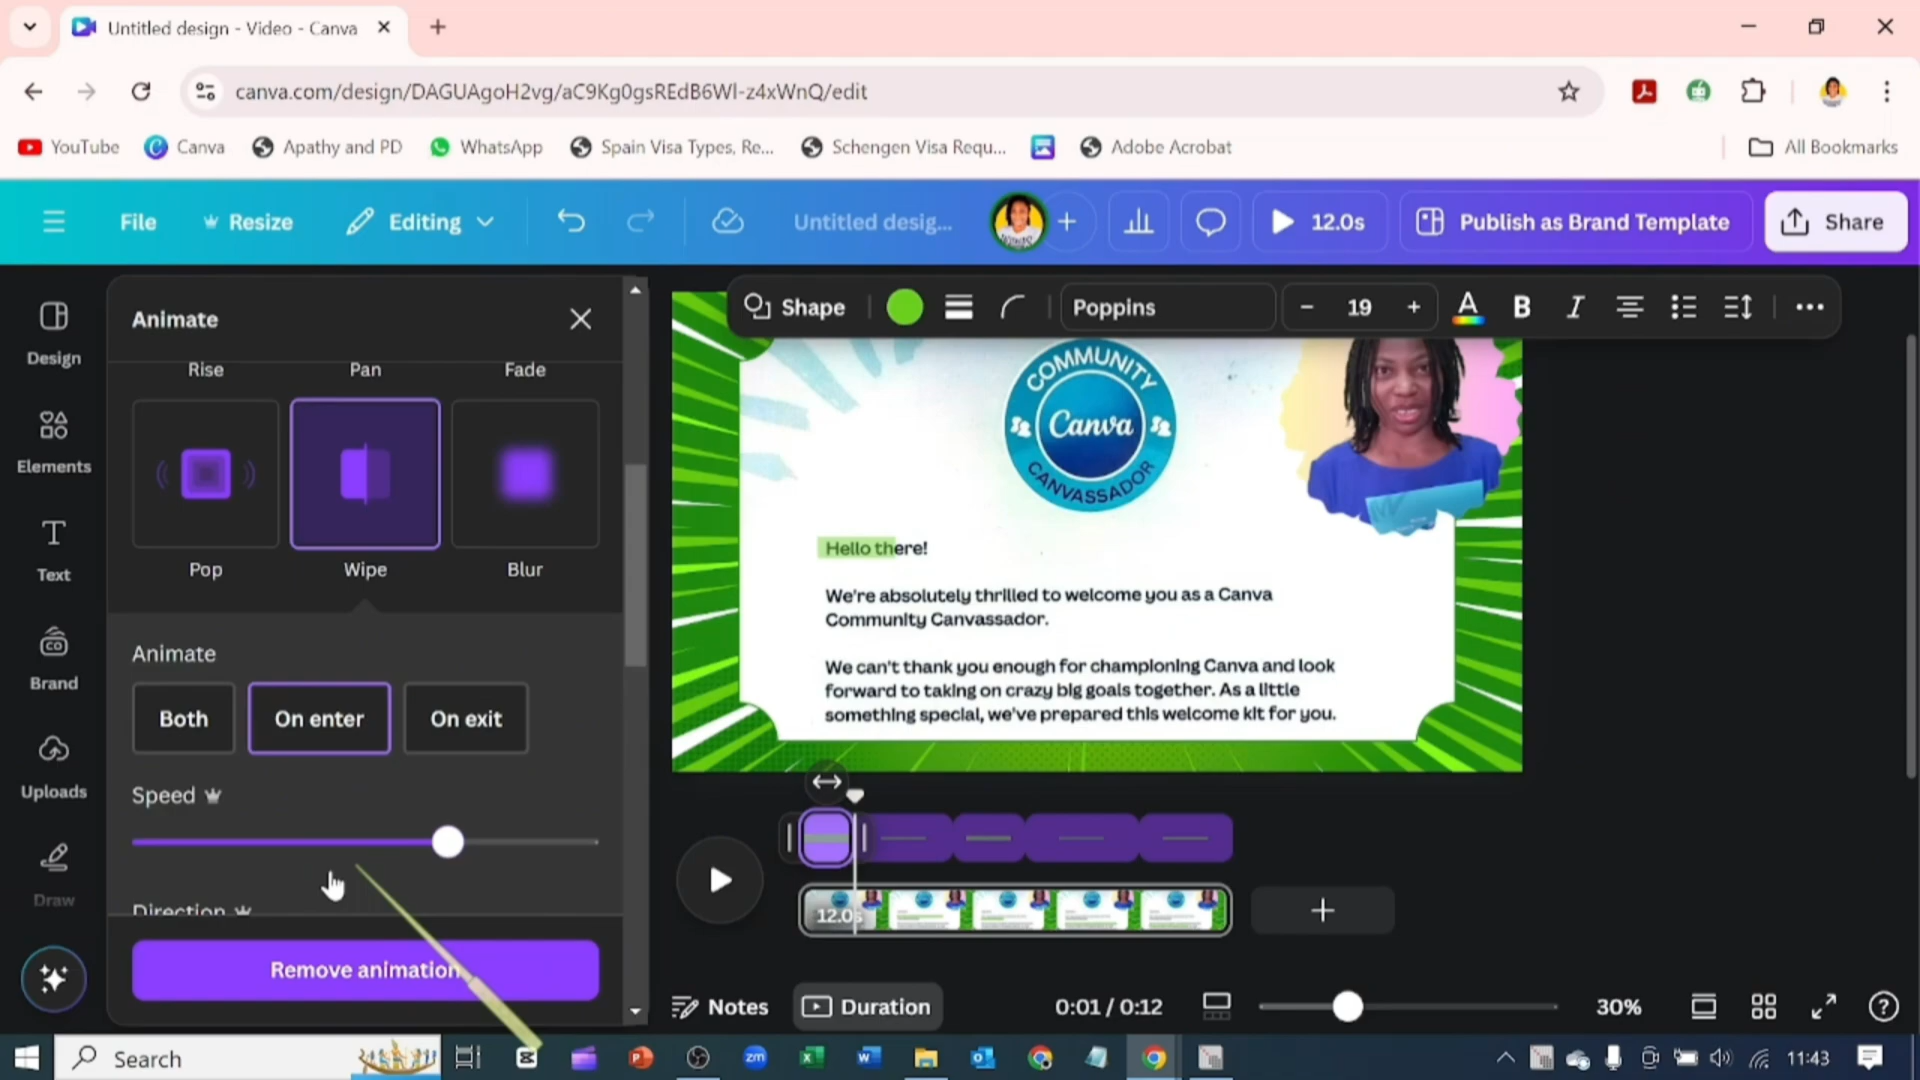 Untitled design - Video - Canva
canva.com/design/DAGUAgoH2vg/aC9Kg0gsREdB6Wl-z4xWnQ/edit
YouTube
Canva
Apathy and PD
WhatsApp
Spain Visa Types, Re...
Schengen Visa Requ...
Adobe Acrobat
All Bookmarks
File
Resize
Editing
Untitled desig...
12.0s
Publish as Brand Template
Share
Design
Elements
Text
Brand
Uploads
Draw
Animate
Rise
Pan
Fade
Pop
Wipe
Blur
Animate
Both
On enter
On exit
Speed
Direction
Remove animation
Shape
Poppins
– 19 +
A
B
I
COMMUNITY
Canva
CANVASSADOR
Hello there!
We're absolutely thrilled to welcome you as a Canva
Community Canvassador.
We can't thank you enough for championing Canva and look
forward to taking on crazy big goals together. As a little
something special, we've prepared this welcome kit for you.
12.0s
Notes
Duration
0:01 / 0:12
30%
Search
zm
11:43